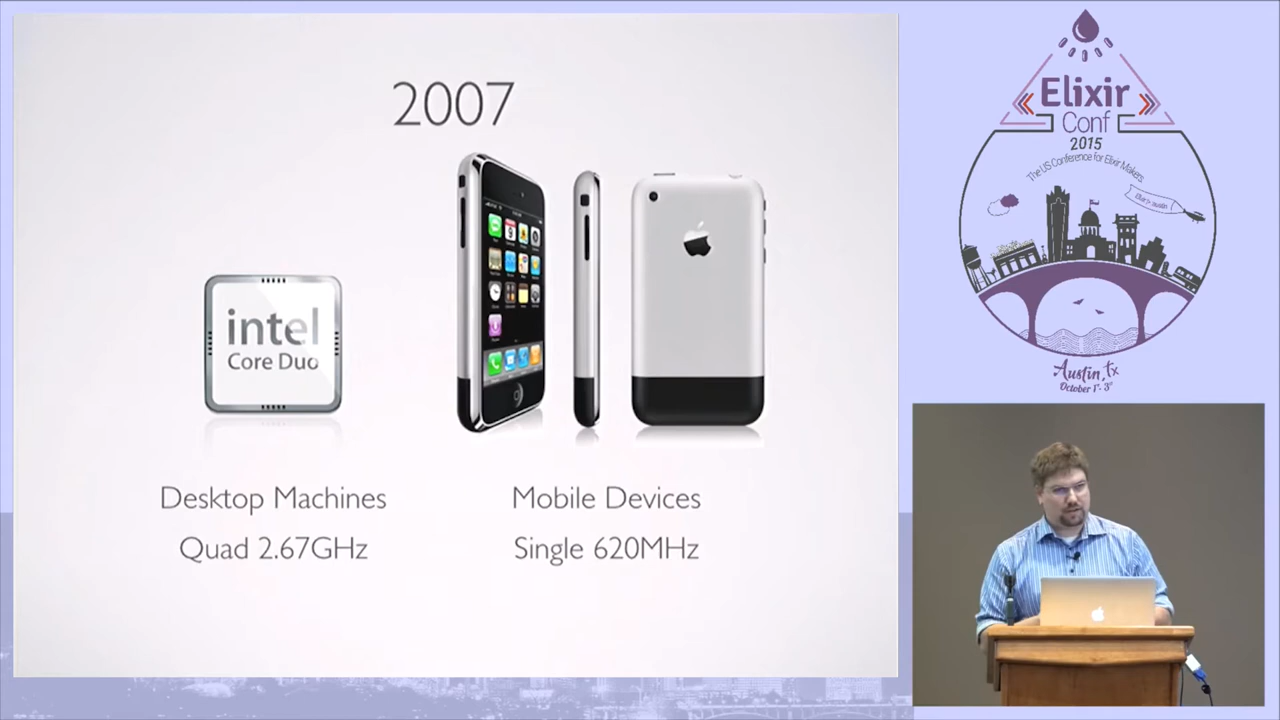 2007
intel
Core Duo
Desktop Machines
Quad 2.67GHz
Mobile Devices
Single 620MHz
Elixir
Conf
2015
The US Conference for Elixir Makers
Austin, tx
October 1st - 3rd